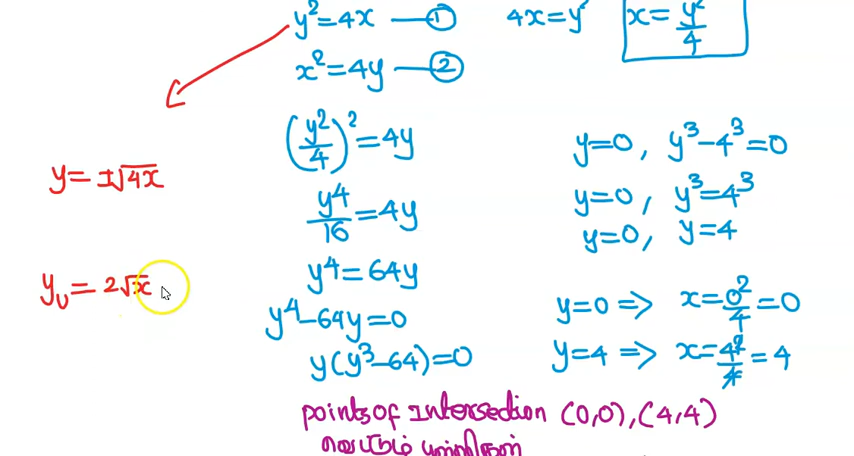 y²=4x —①
4x=y²
x=y²/4
x²=4y —②
(y²/4)²=4y
y⁴/16=4y
y⁴=64y
y⁴-64y=0
y(y³-64)=0
y=0, y³-4³=0
y=0, y³=4³
y=0, y=4
y=0 => x=0²/4=0
y=4 => x=4²/4=4
y=±√4x
y_U=2√x
points of Intersection (0,0),(4,4)